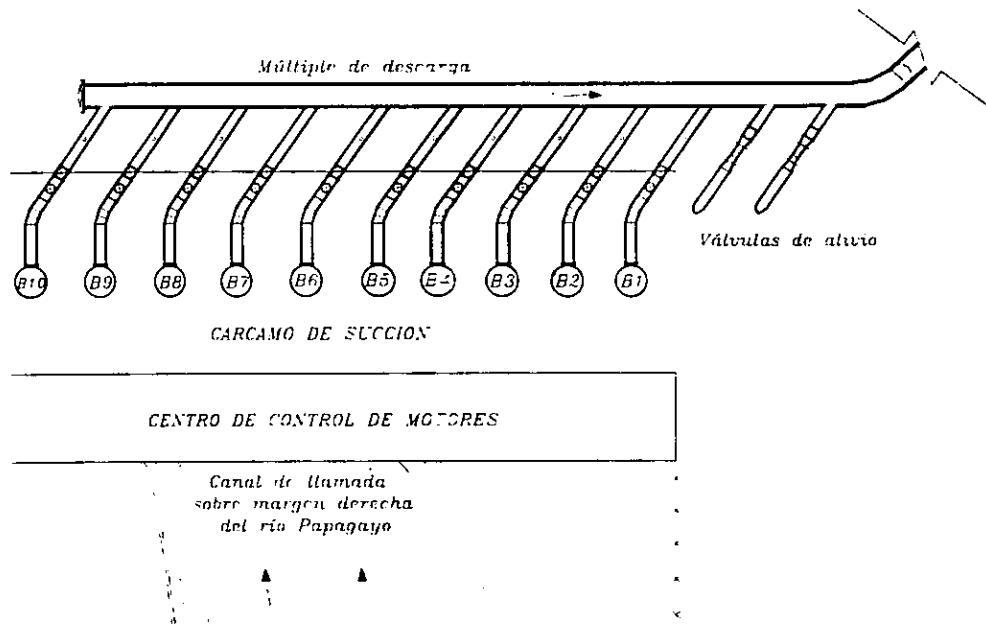 Múltiple de descarga
Válvulas de alivio
B10 B9 B8 B7 B6 B5 B4 B3 B2 B1
CARCAMO DE SUCCION
CENTRO DE CONTROL DE MOTORES
Canal de llamada
sobre margen derecha
del río Papagayo